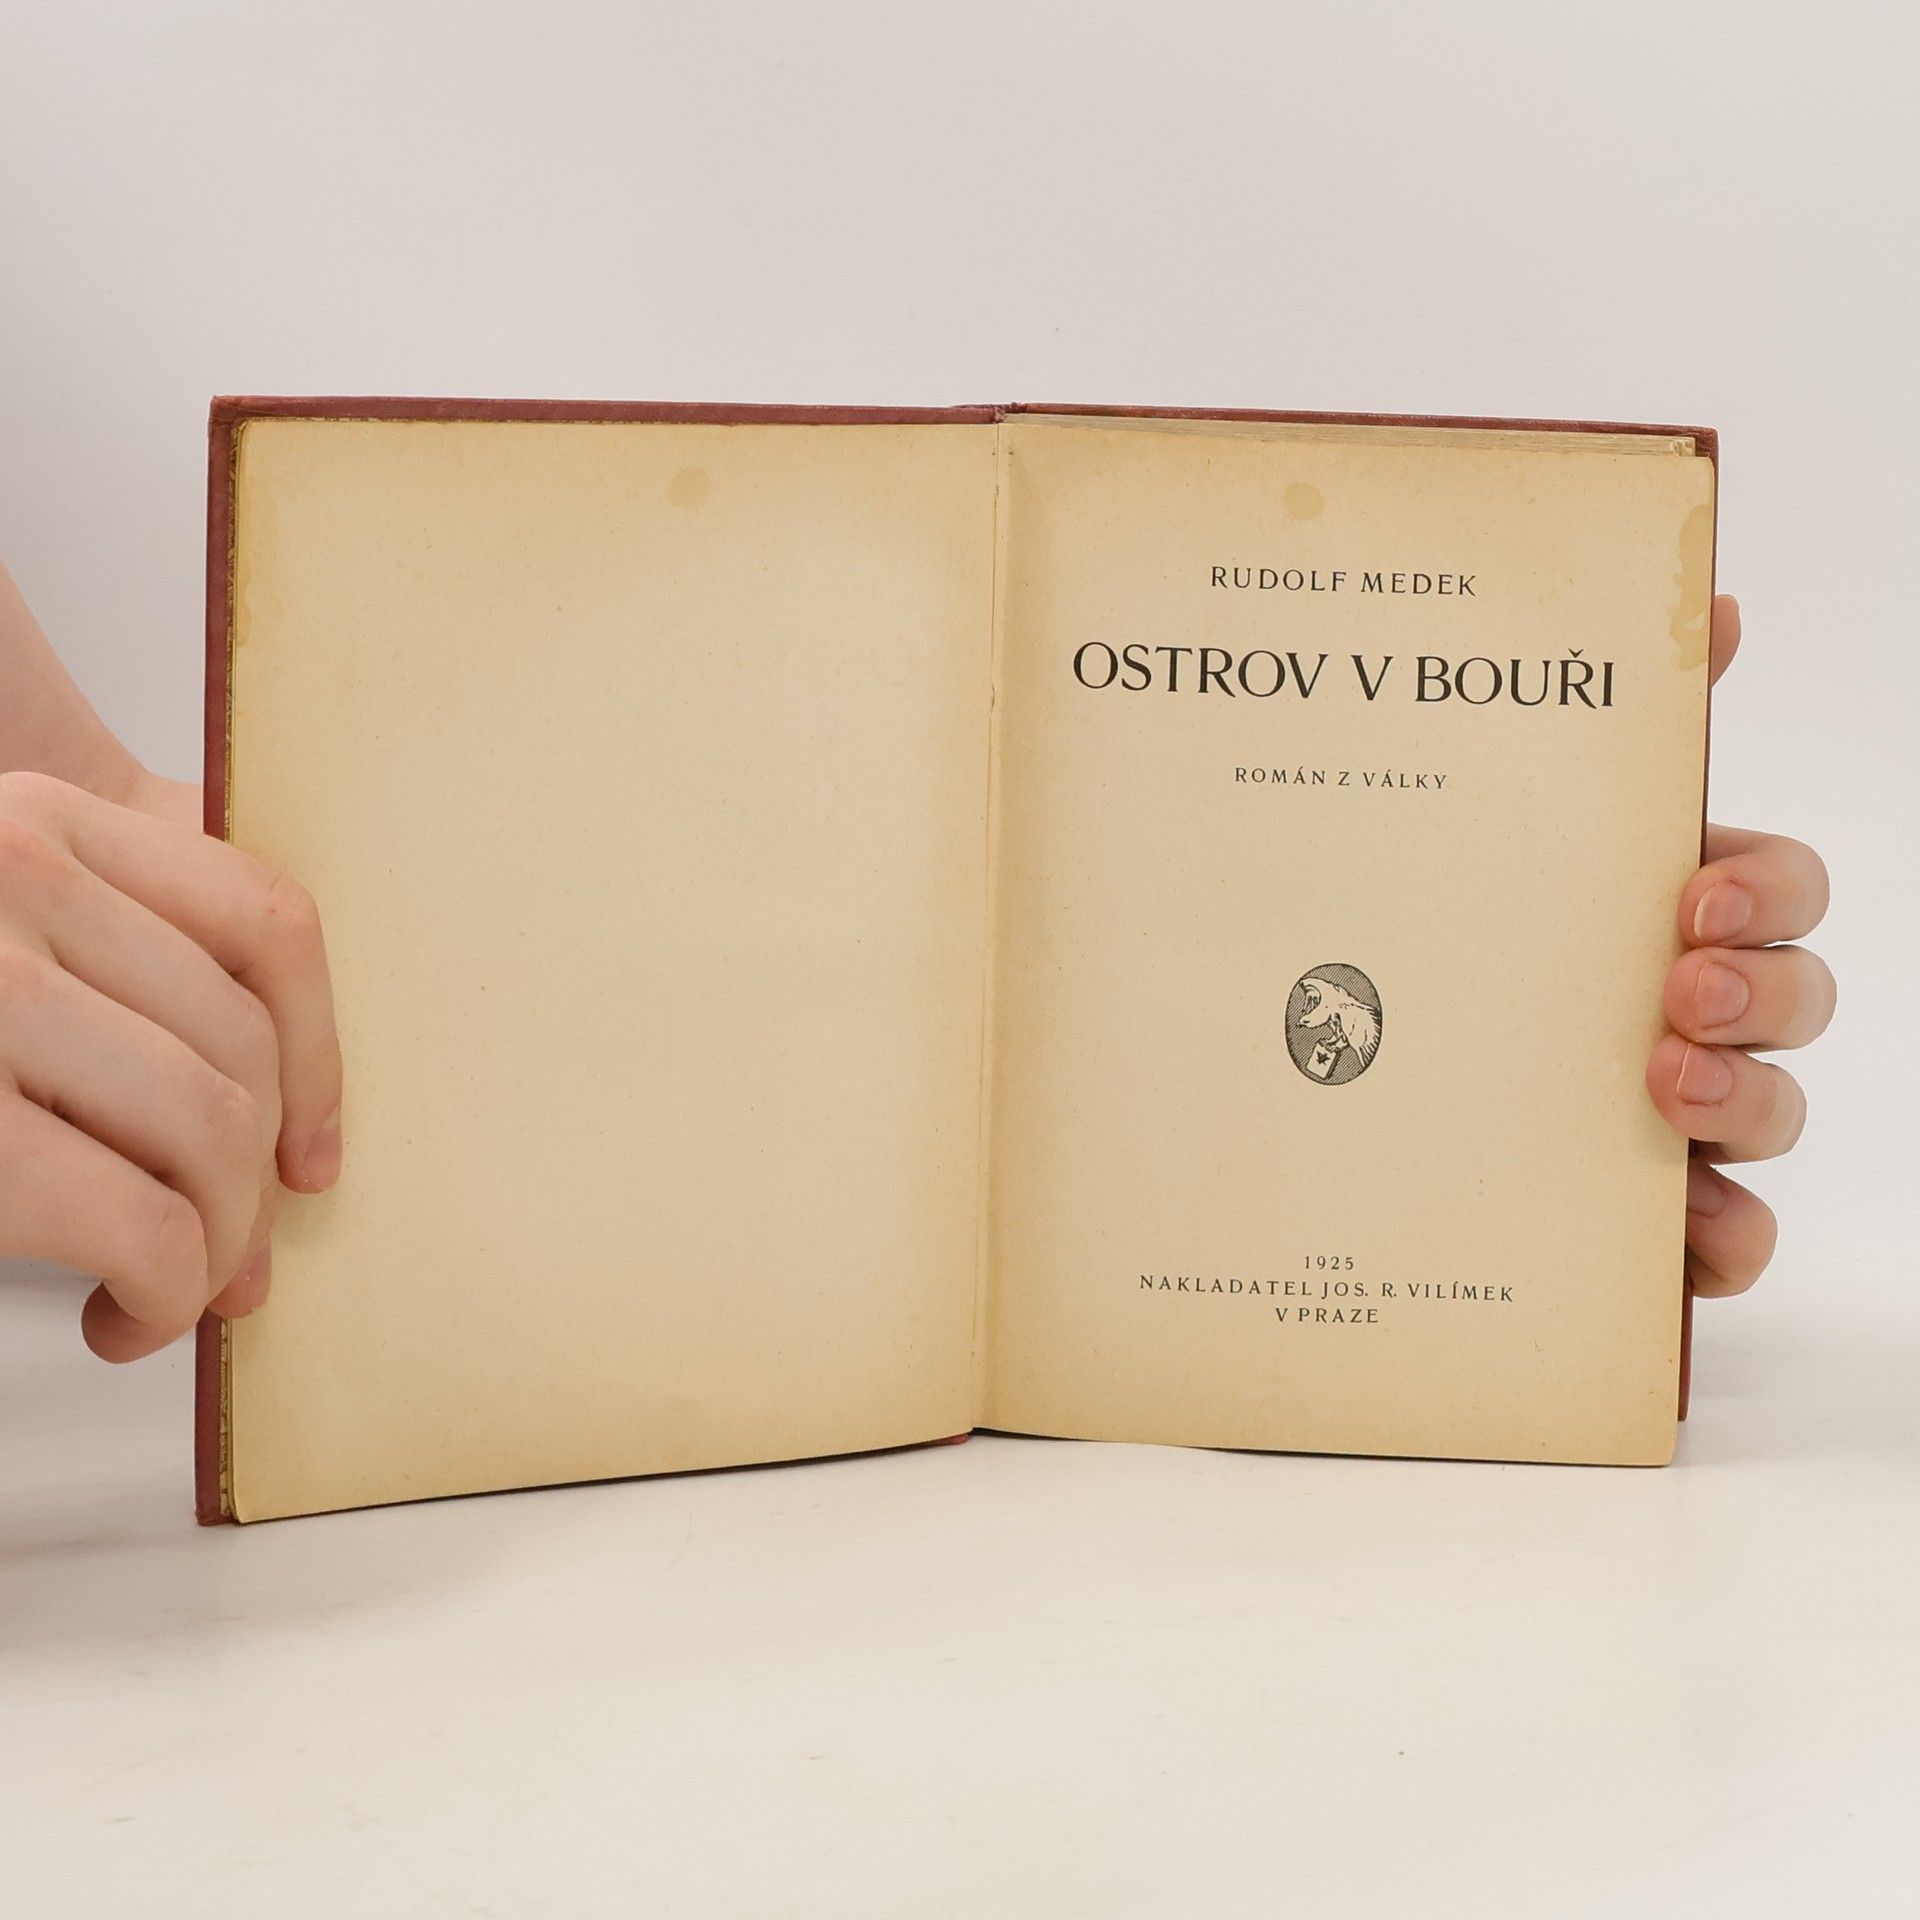 RUDOLF MEDEK
OSTROV V BOUŘI
ROMÁN Z VÁLKY
1925
NAKLADATEL JOS. R. VILÍMEK
V PRAZE